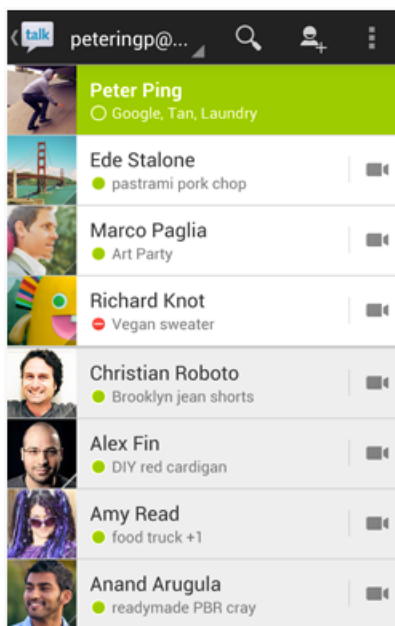 talk
peteringp@...
Peter Ping
Google, Tan, Laundry
Ede Stalone
pastrami pork chop
Marco Paglia
Art Party
Richard Knot
Vegan sweater
Christian Roboto
Brooklyn jean shorts
Alex Fin
DIY red cardigan
Amy Read
food truck +1
Anand Arugula
readymade PBR cray